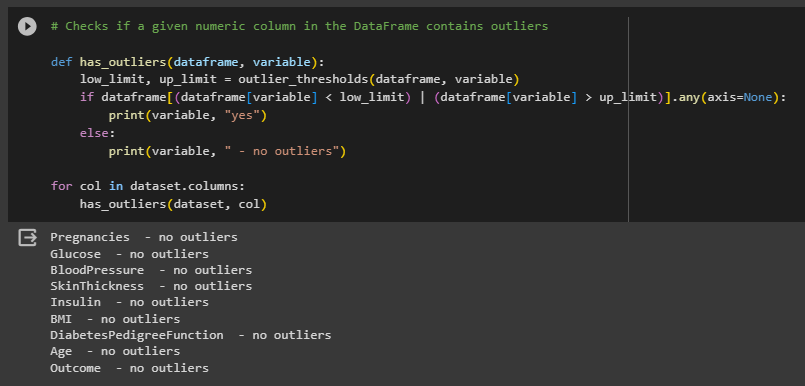 # Checks if a given numeric column in the DataFrame contains outliers
def has_outliers(dataframe, variable):
    low_limit, up_limit = outlier_thresholds(dataframe, variable)
    if dataframe[(dataframe[variable] < low_limit) | (dataframe[variable] > up_limit)].any(axis=None):
        print(variable, "yes")
    else:
        print(variable, " - no outliers")
for col in dataset.columns:
    has_outliers(dataset, col)
Pregnancies  - no outliers
Glucose  - no outliers
BloodPressure  - no outliers
SkinThickness  - no outliers
Insulin  - no outliers
BMI  - no outliers
DiabetesPedigreeFunction  - no outliers
Age  - no outliers
Outcome  - no outliers